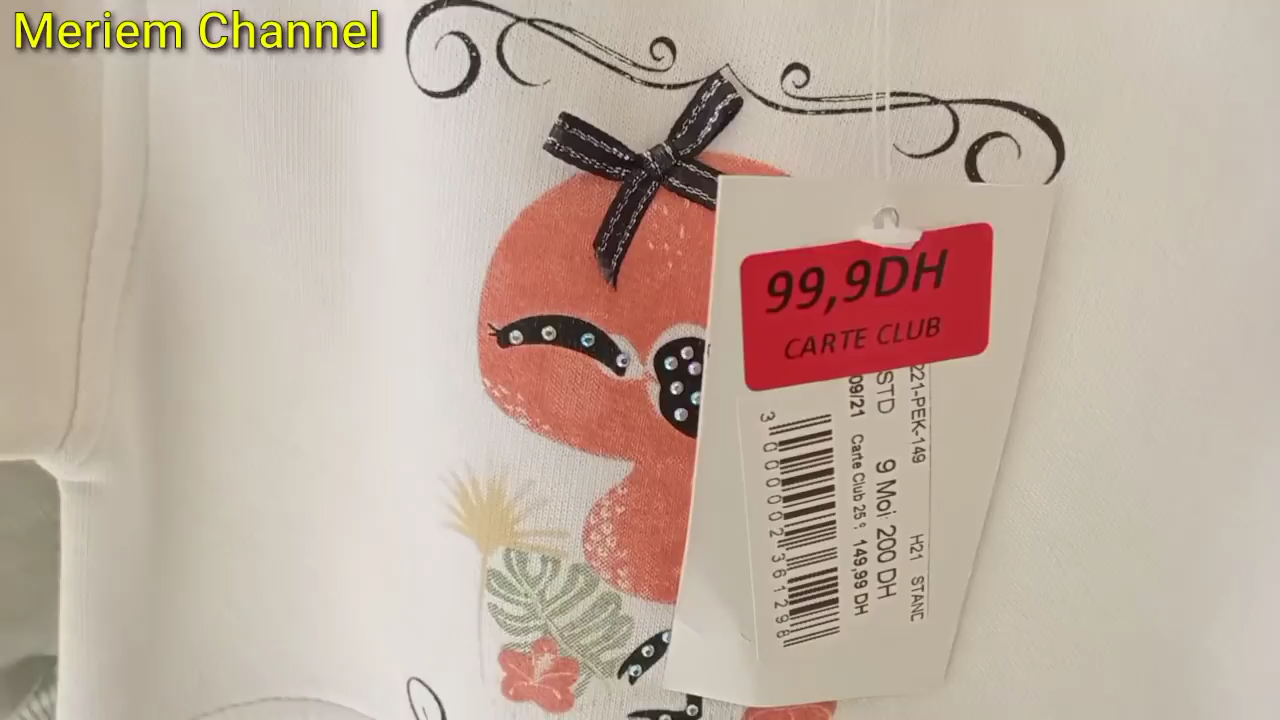 Meriem Channel
99,9DH
CARTE CLUB
221-PEK-149 H21 STANC
STD 9 Moi 200 DH
09/21 Carte Club 25 149,99 DH
3 000002 361298